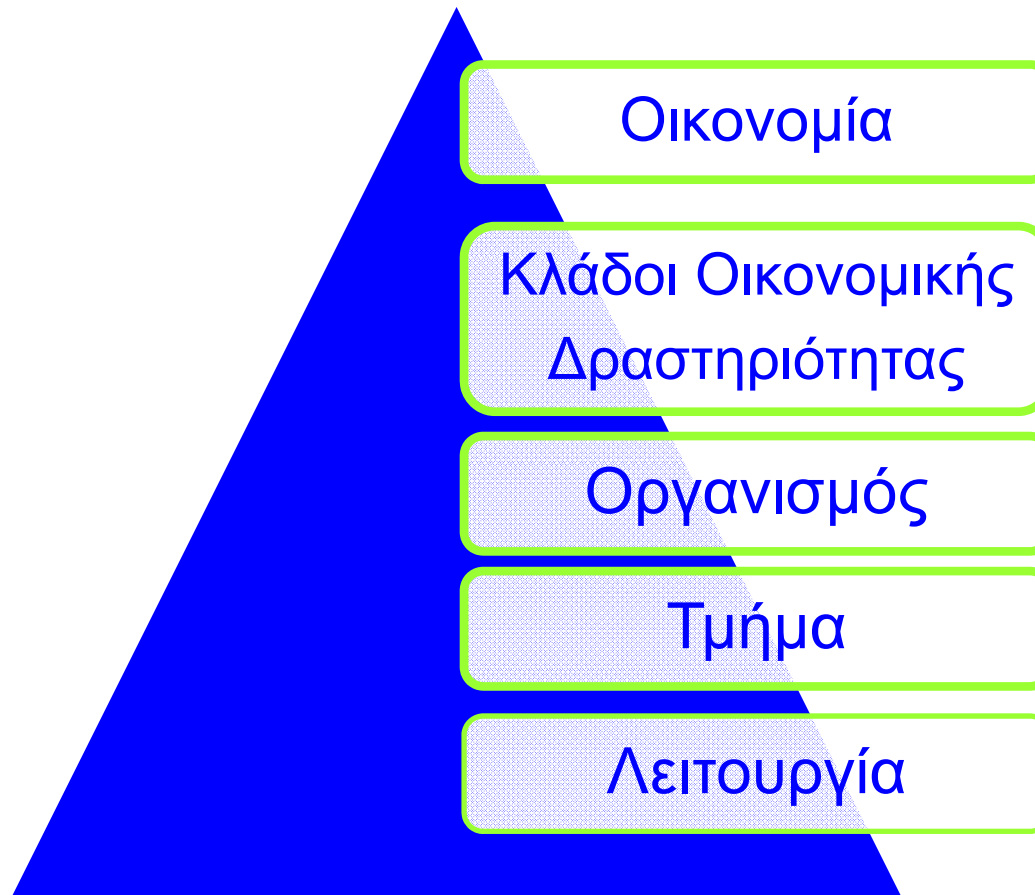 Οικονομία
Κλάδοι Οικονομικής
Δραστηριότητας
Οργανισμός
Τμήμα
Λειτουργία